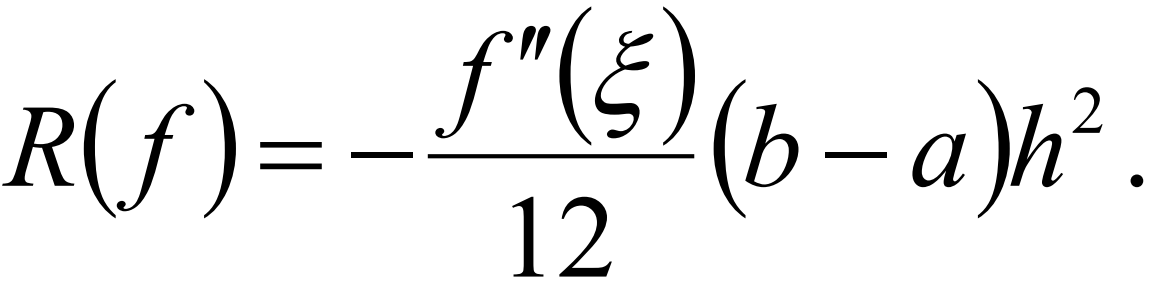 R(f) = −f″(ξ)/12 (b − a)h².